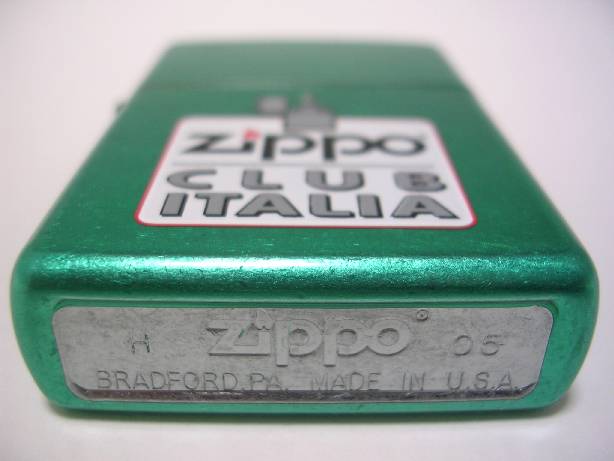 zippo
CLUB
ITALIA
H zippo® 05
BRADFORD.PA. MADE IN U.S.A.